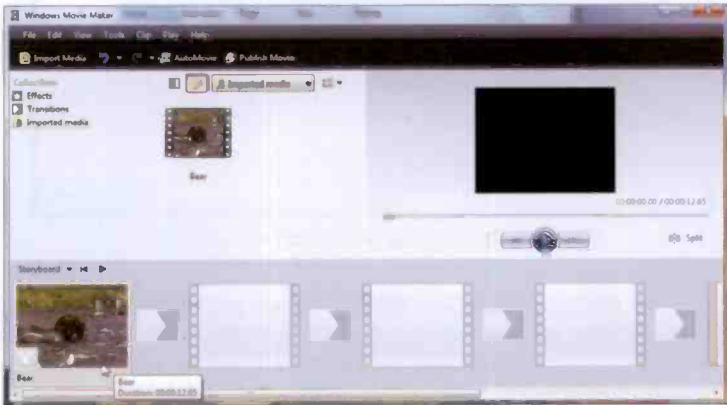 Windows Movie Maker
File Edit View Tools Clip Play Help
Import Media AutoMovie Publish Movie
Collections
Effects
Transitions
Imported media
Imported media
Bear
00:00:00.00 / 00:00:12.65
Split
Storyboard
Bear
Bear
Duration: 00:00:12.65